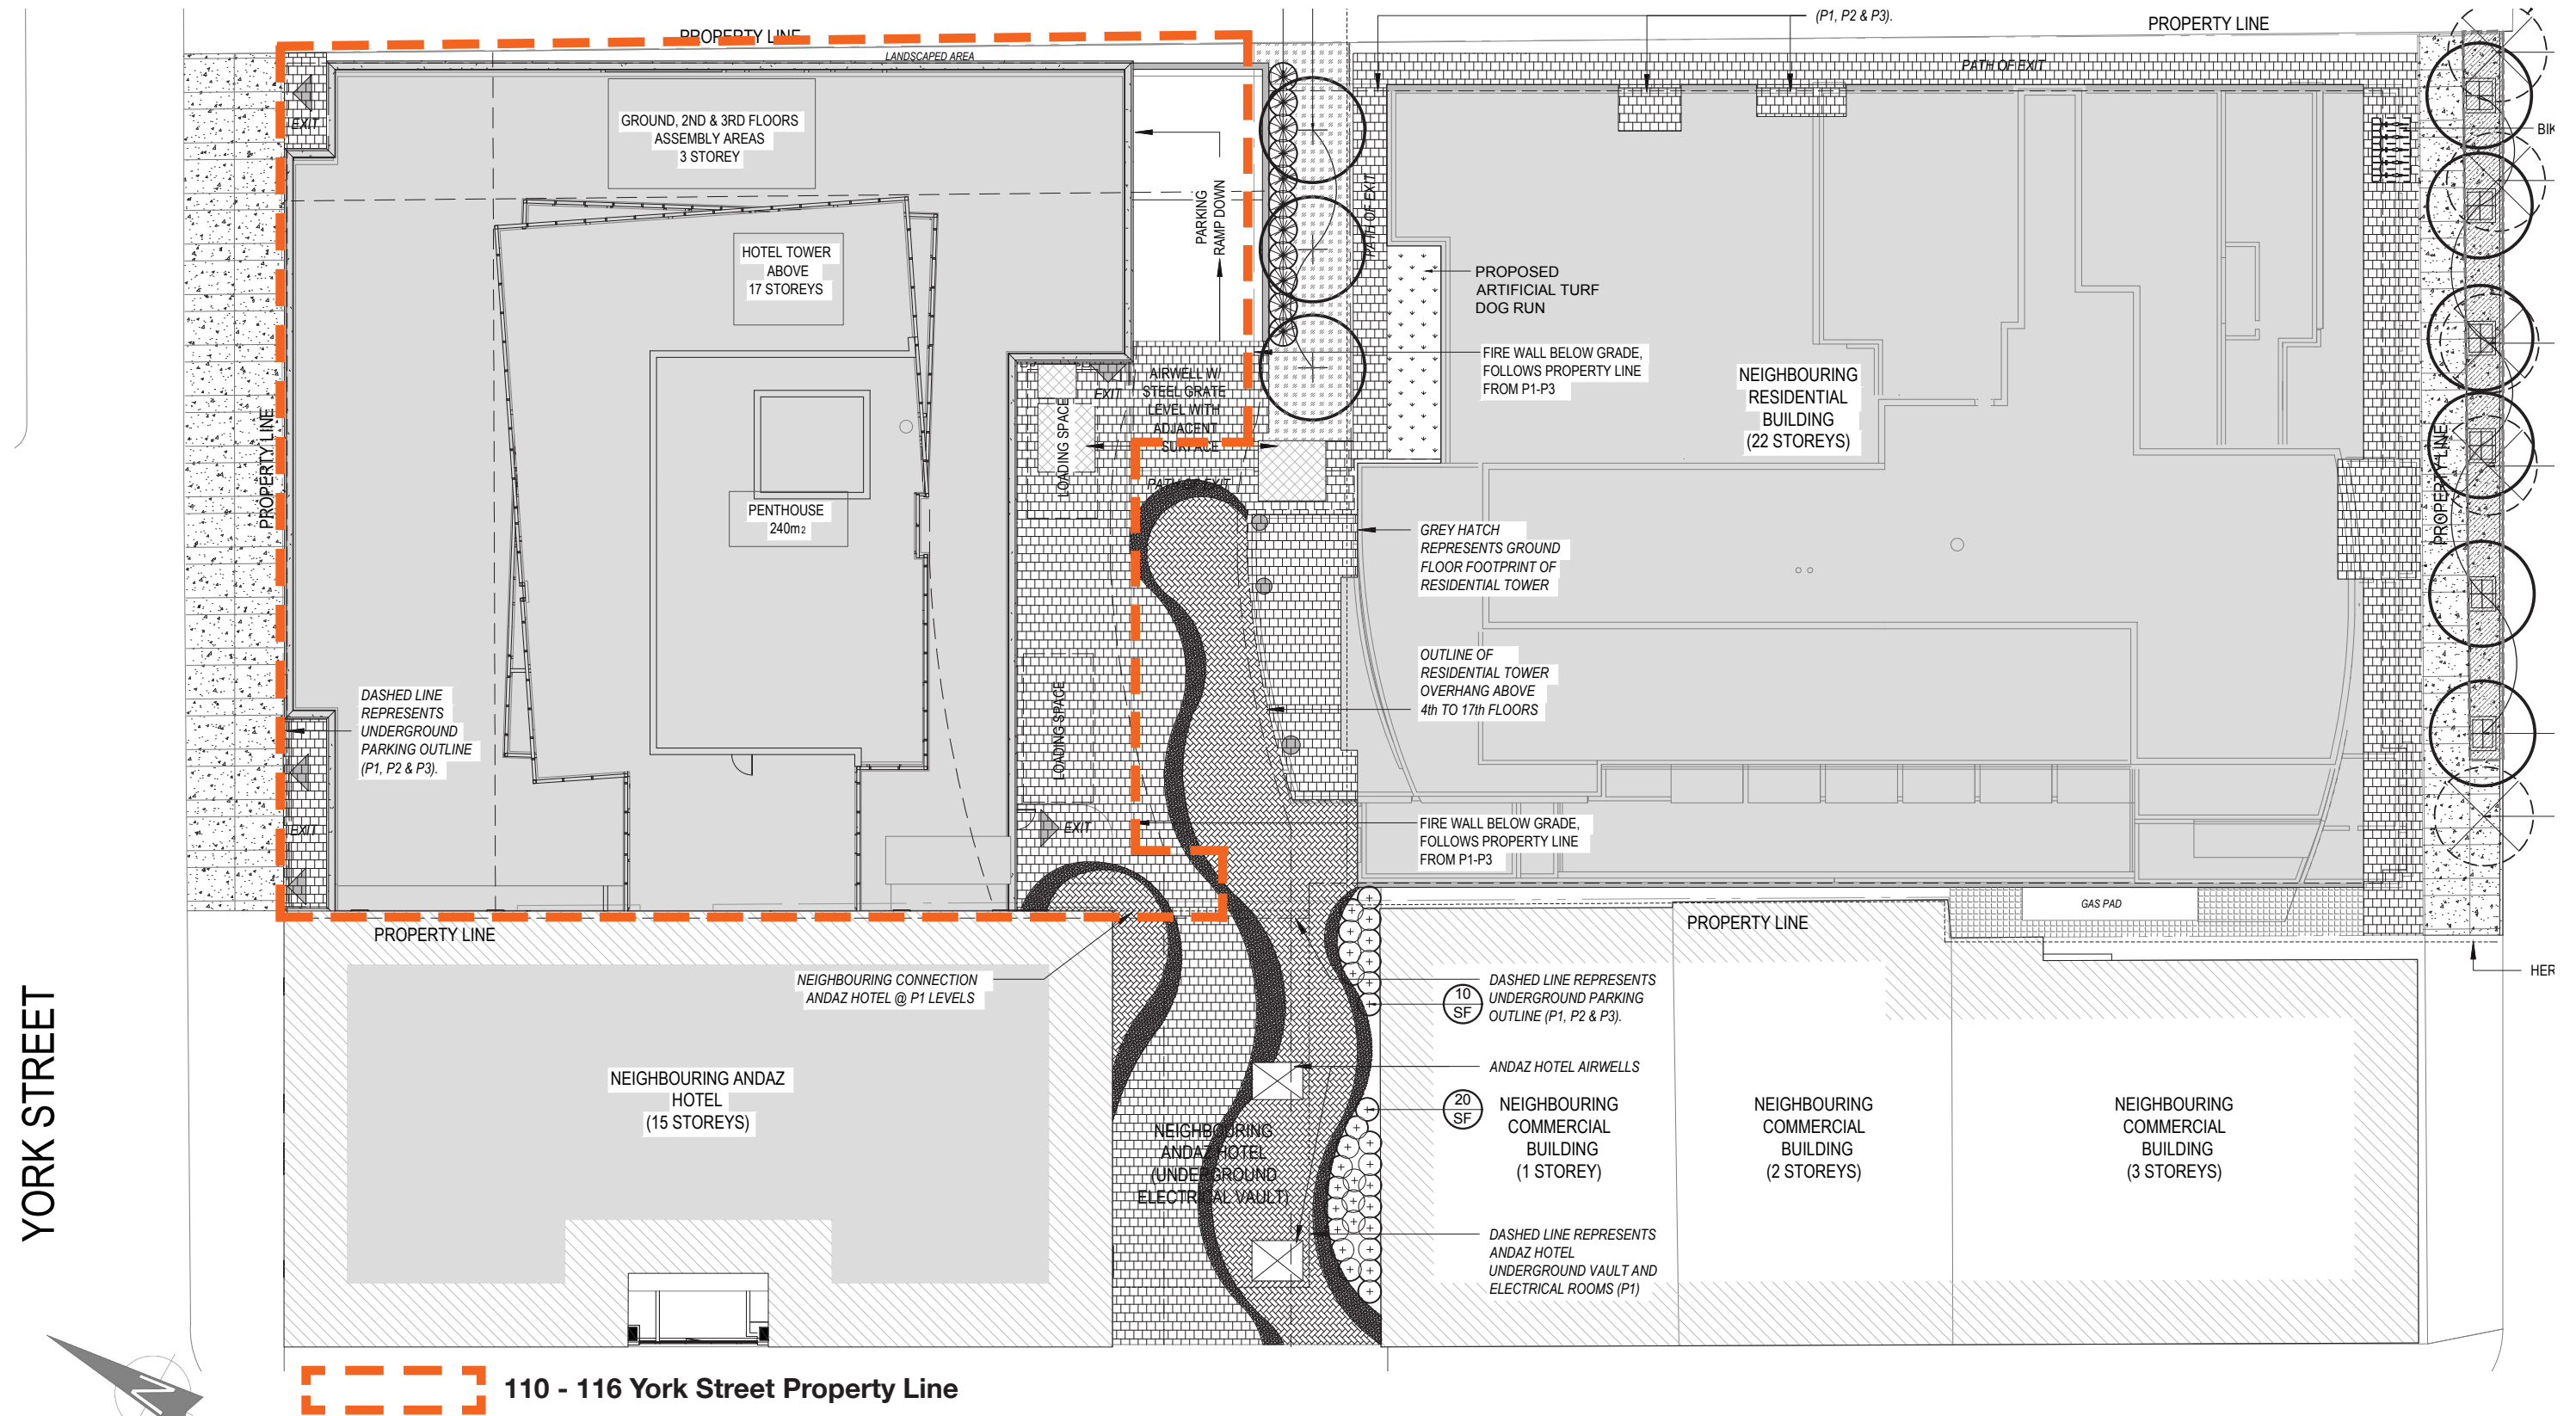 (P1, P2 & P3).
PROPERTY LINE
PROPERTY LINE
LANDSCAPED AREA
PATH OF EXIT
EXIT
GROUND, 2ND & 3RD FLOORS
ASSEMBLY AREAS
3 STOREY
PARKING
RAMP DOWN
PATH OF EXIT
BIK
HOTEL TOWER
ABOVE
17 STOREYS
PROPOSED
ARTIFICIAL TURF
DOG RUN
FIRE WALL BELOW GRADE,
FOLLOWS PROPERTY LINE
FROM P1-P3
AIRWELL W/
STEEL GRATE
LEVEL WITH
ADJACENT
SURFACE
EXIT
LOADING SPACE
PATH OF EXIT
NEIGHBOURING
RESIDENTIAL
BUILDING
(22 STOREYS)
PROPERTY LINE
PROPERTY LINE
PENTHOUSE
240m2
GREY HATCH
REPRESENTS GROUND
FLOOR FOOTPRINT OF
RESIDENTIAL TOWER
OUTLINE OF
RESIDENTIAL TOWER
OVERHANG ABOVE
4th TO 17th FLOORS
DASHED LINE
REPRESENTS
UNDERGROUND
PARKING OUTLINE
(P1, P2 & P3).
LOADING SPACE
EXIT
EXIT
FIRE WALL BELOW GRADE,
FOLLOWS PROPERTY LINE
FROM P1-P3
GAS PAD
PROPERTY LINE
PROPERTY LINE
NEIGHBOURING CONNECTION
ANDAZ HOTEL @ P1 LEVELS
10
SF
DASHED LINE REPRESENTS
UNDERGROUND PARKING
OUTLINE (P1, P2 & P3).
HER
ANDAZ HOTEL AIRWELLS
20
SF
NEIGHBOURING ANDAZ
HOTEL
(15 STOREYS)
NEIGHBOURING
ANDAZ HOTEL
(UNDERGROUND
ELECTRICAL VAULT)
NEIGHBOURING
COMMERCIAL
BUILDING
(1 STOREY)
NEIGHBOURING
COMMERCIAL
BUILDING
(2 STOREYS)
NEIGHBOURING
COMMERCIAL
BUILDING
(3 STOREYS)
DASHED LINE REPRESENTS
ANDAZ HOTEL
UNDERGROUND VAULT AND
ELECTRICAL ROOMS (P1)
YORK STREET
N
110 - 116 York Street Property Line